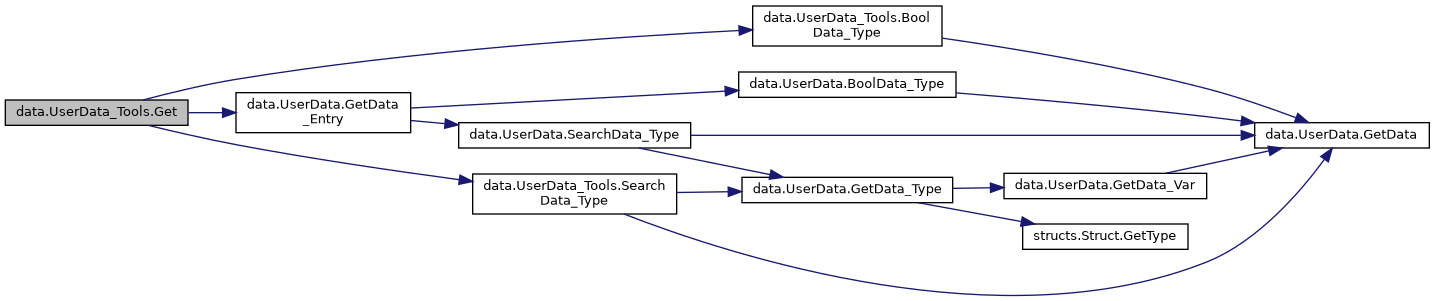 data.UserData_Tools.Get
data.UserData_Tools.Bool
Data_Type
data.UserData.GetData
_Entry
data.UserData.BoolData_Type
data.UserData.SearchData_Type
data.UserData_Tools.Search
Data_Type
data.UserData.GetData_Type
data.UserData.GetData_Var
structs.Struct.GetType
data.UserData.GetData